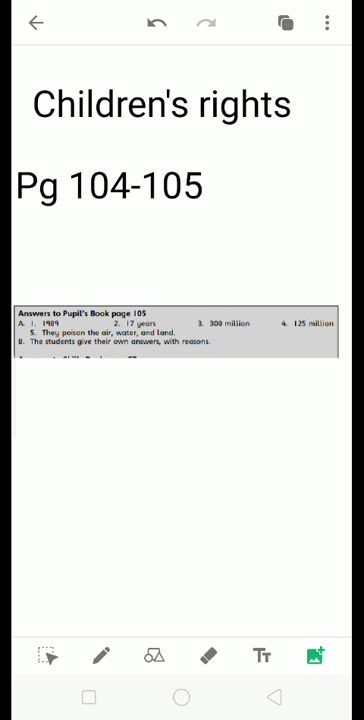 Children's rights
Pg 104-105
Answers to Pupil's Book page 105
A. 1. 1989 2. 17 years 3. 300 million 4. 125 million
5. They poison the air, water, and land.
B. The students give their own answers, with reasons.
Tт